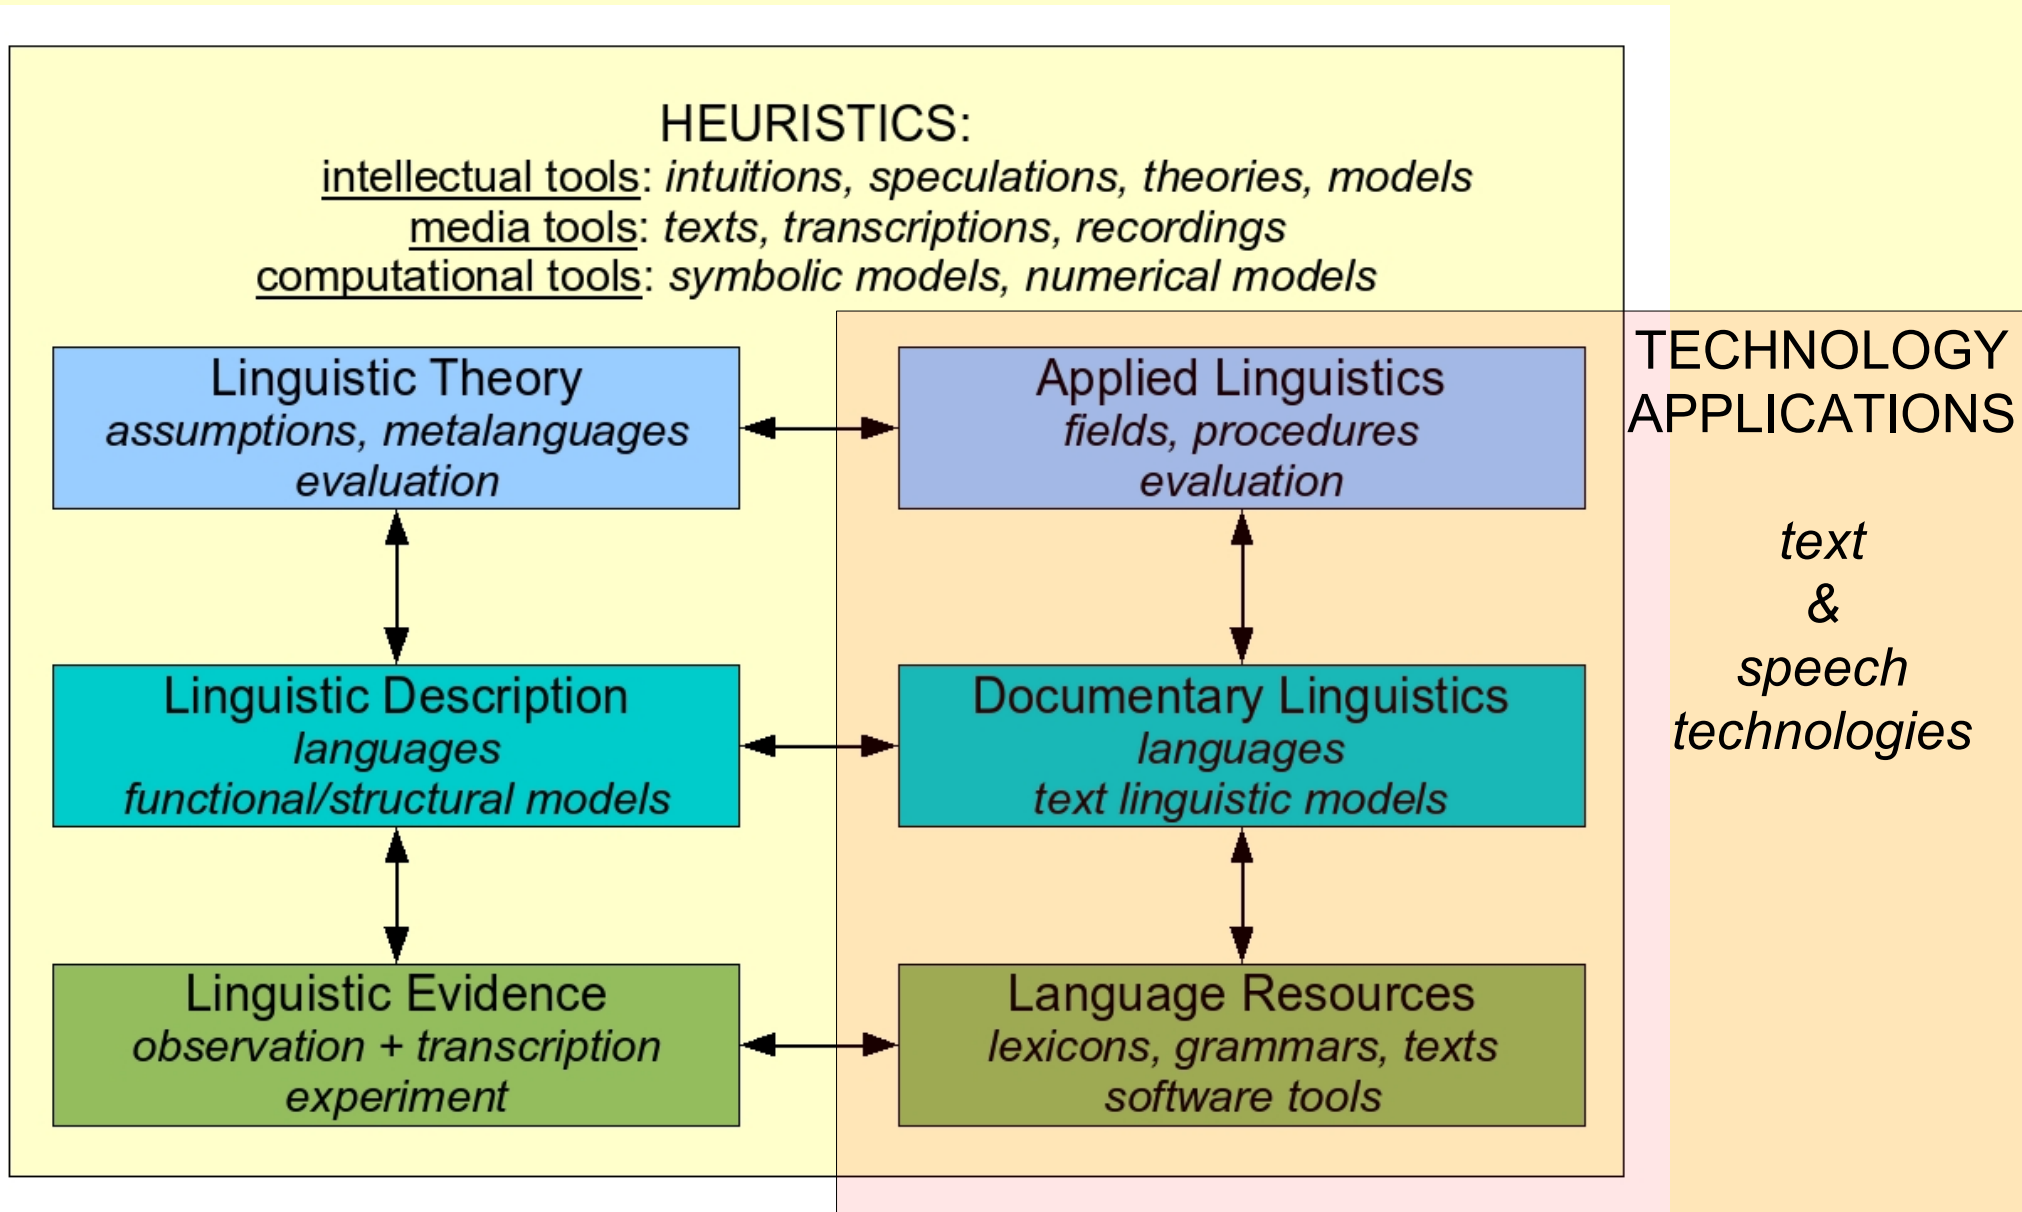 HEURISTICS:
intellectual tools: intuitions, speculations, theories, models
media tools: texts, transcriptions, recordings
computational tools: symbolic models, numerical models
Linguistic Theory
assumptions, metalanguages
evaluation
Applied Linguistics
fields, procedures
evaluation
Linguistic Description
languages
functional/structural models
Documentary Linguistics
languages
text linguistic models
Linguistic Evidence
observation + transcription
experiment
Language Resources
lexicons, grammars, texts
software tools
TECHNOLOGY
APPLICATIONS
text
&
speech
technologies